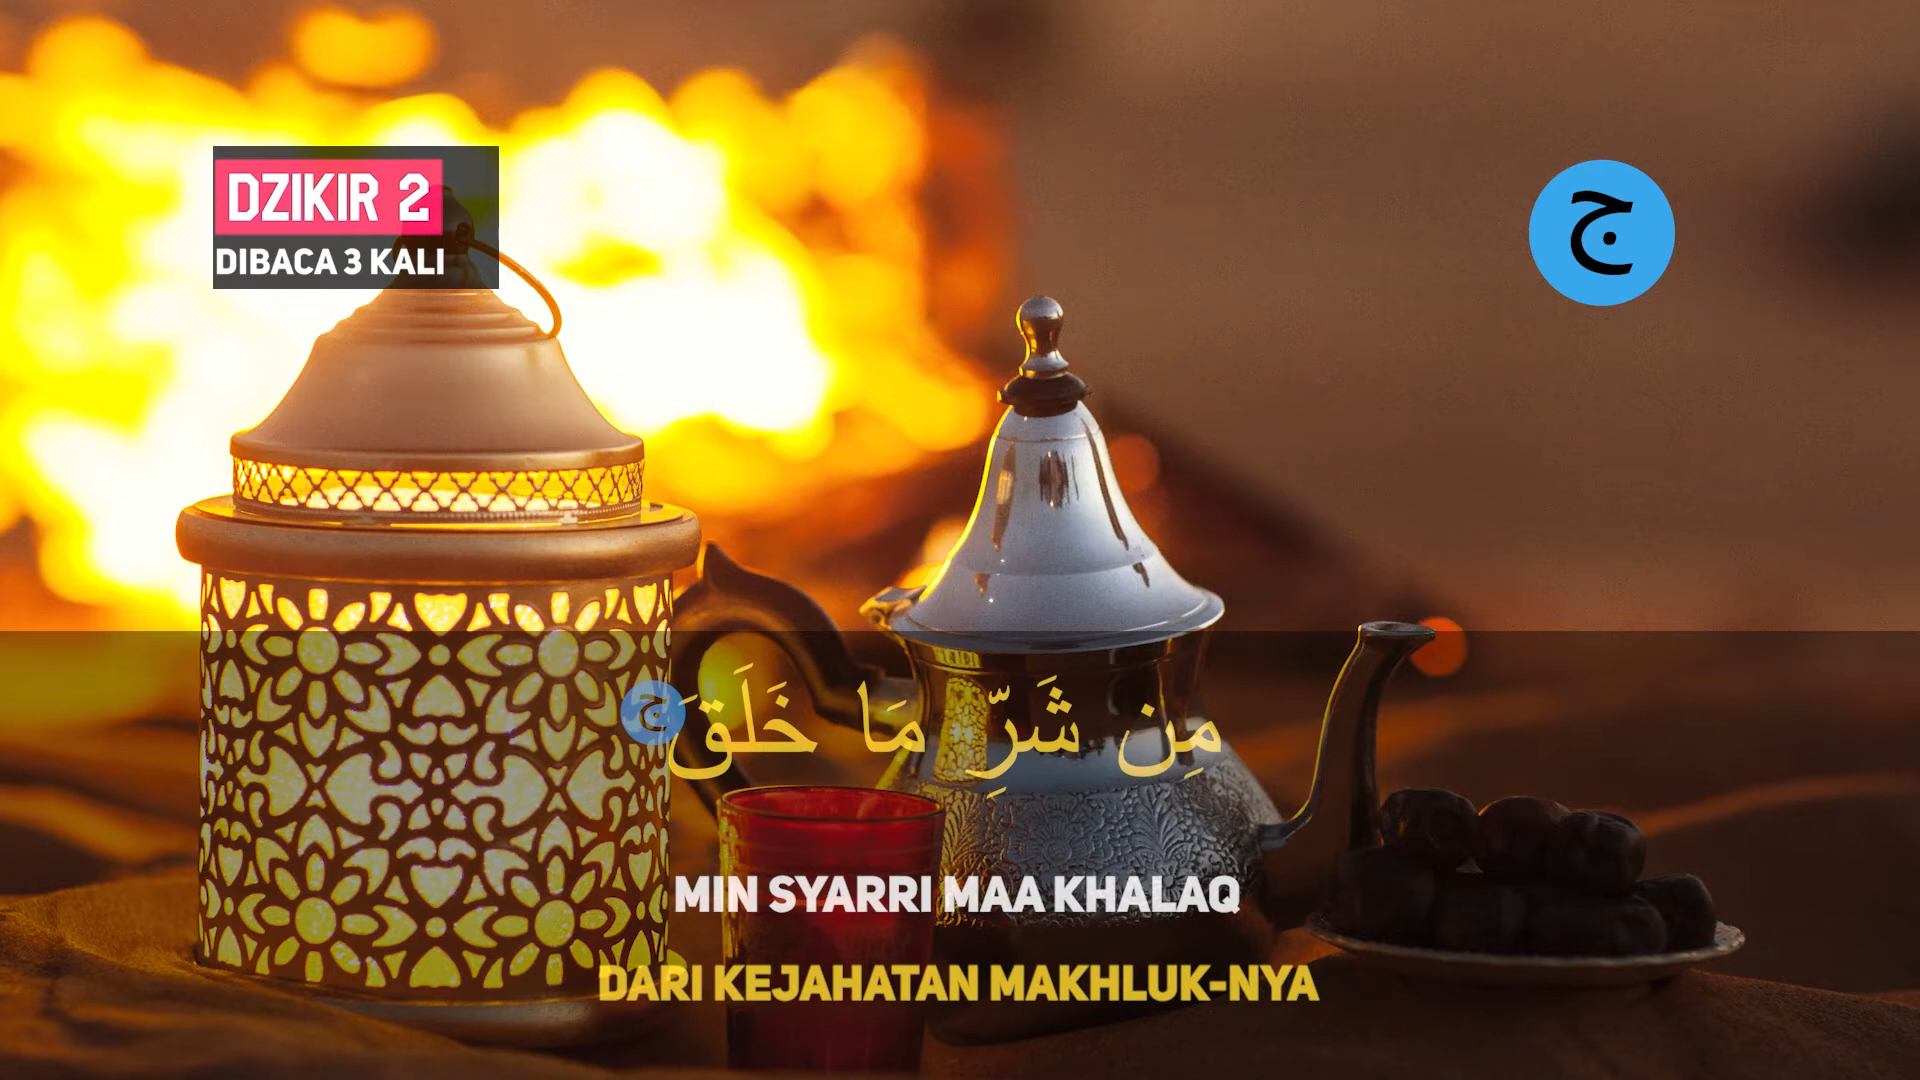 DZIKIR 2
DIBACA 3 KALI
ج
مِن شَرِّ مَا خَلَقَ ج
MIN SYARRI MAA KHALAQ
DARI KEJAHATAN MAKHLUK-NYA